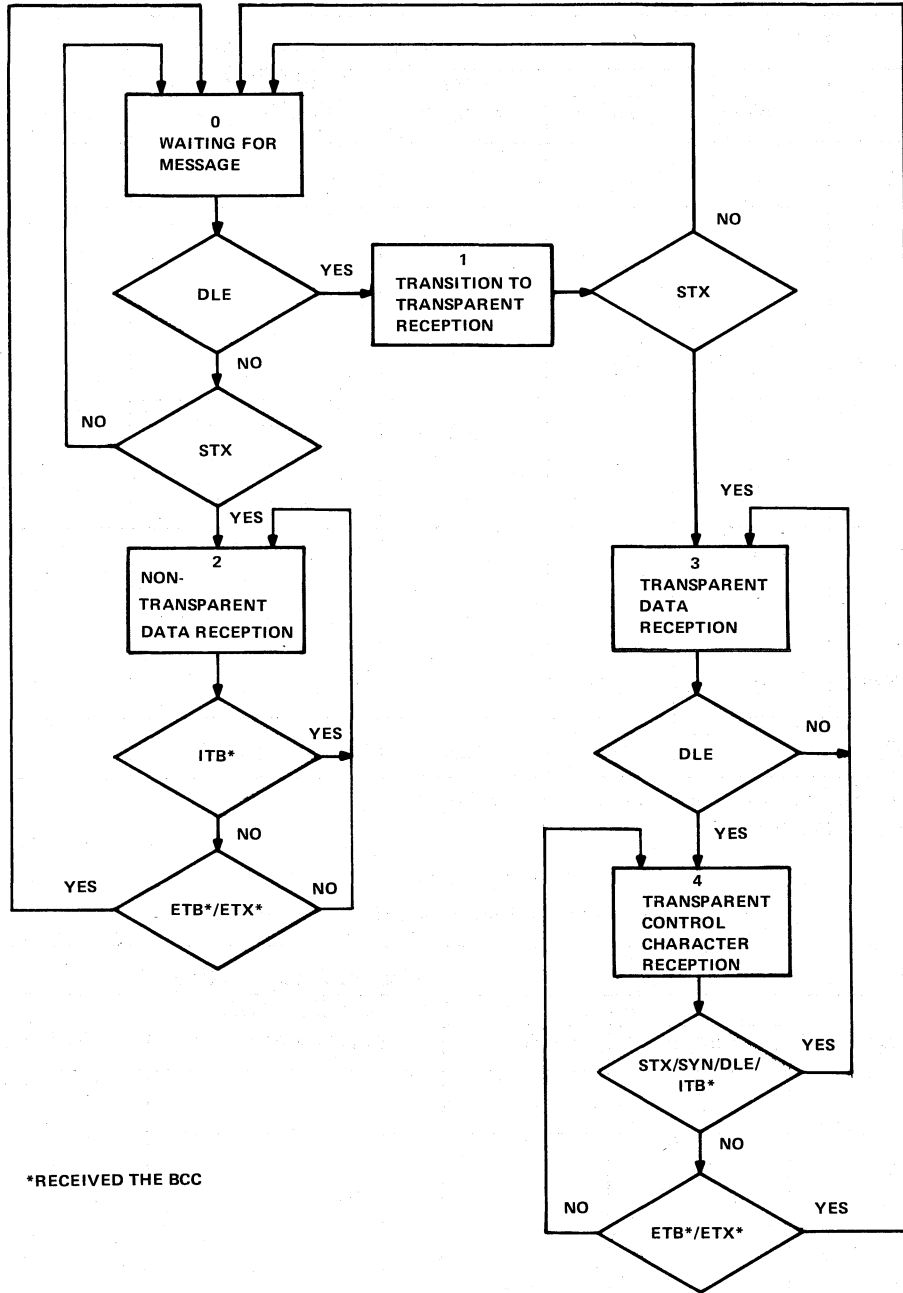 0
WAITING FOR
MESSAGE
NO
DLE
YES
1
TRANSITION TO
TRANSPARENT
RECEPTION
STX
NO
NO
STX
YES
YES
2
NON-
TRANSPARENT
DATA RECEPTION
3
TRANSPARENT
DATA
RECEPTION
ITB*
YES
DLE
NO
NO
YES
YES
ETB*/ETX*
NO
4
TRANSPARENT
CONTROL
CHARACTER
RECEPTION
STX/SYN/DLE/
ITB*
YES
NO
*RECEIVED THE BCC
NO
ETB*/ETX*
YES